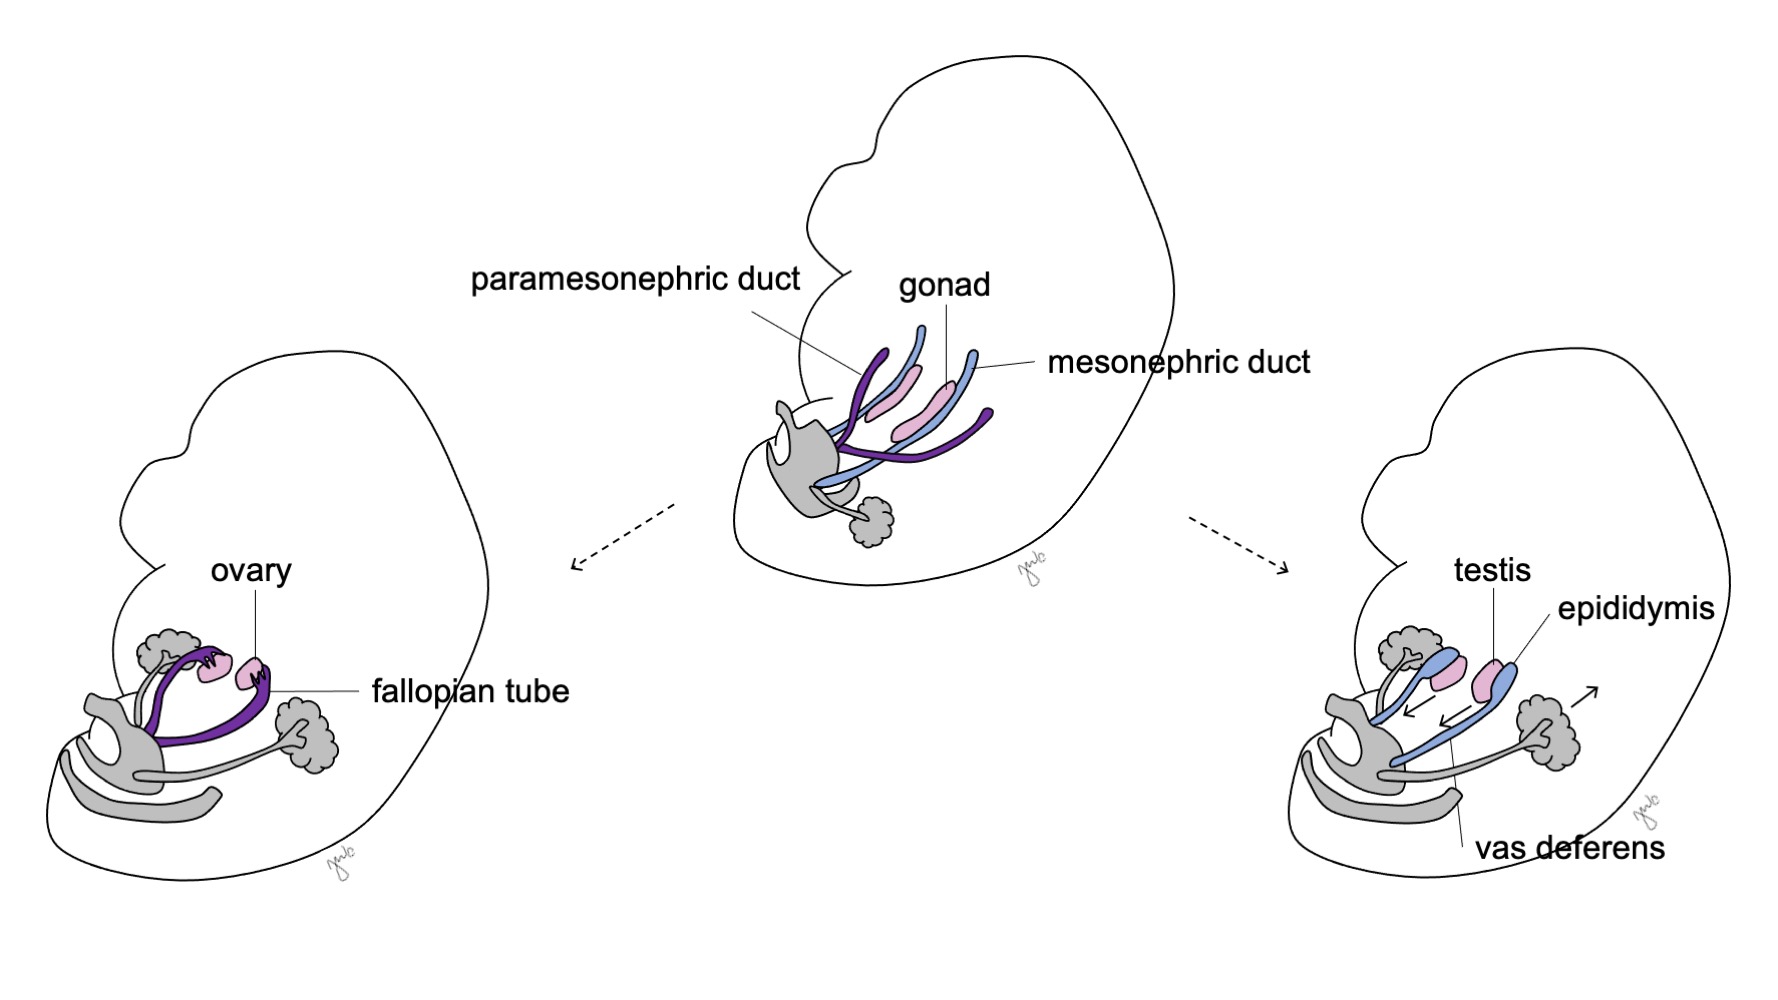 paramesonephric duct
gonad
mesonephric duct
ovary
fallopian tube
testis
epididymis
vas deferens